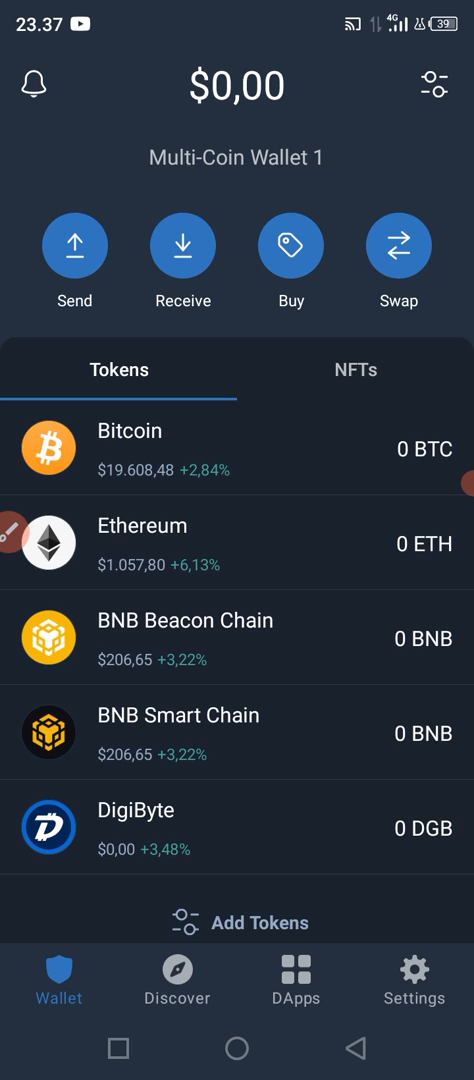 23.37
4G
39
$0,00
Multi-Coin Wallet 1
Send Receive Buy Swap
Tokens NFTs
Bitcoin
0 BTC
$19.608,48 +2,84%
Ethereum
0 ETH
$1.057,80 +6,13%
BNB Beacon Chain
0 BNB
$206,65 +3,22%
BNB Smart Chain
0 BNB
$206,65 +3,22%
DigiByte
0 DGB
$0,00 +3,48%
Add Tokens
Wallet Discover DApps Settings